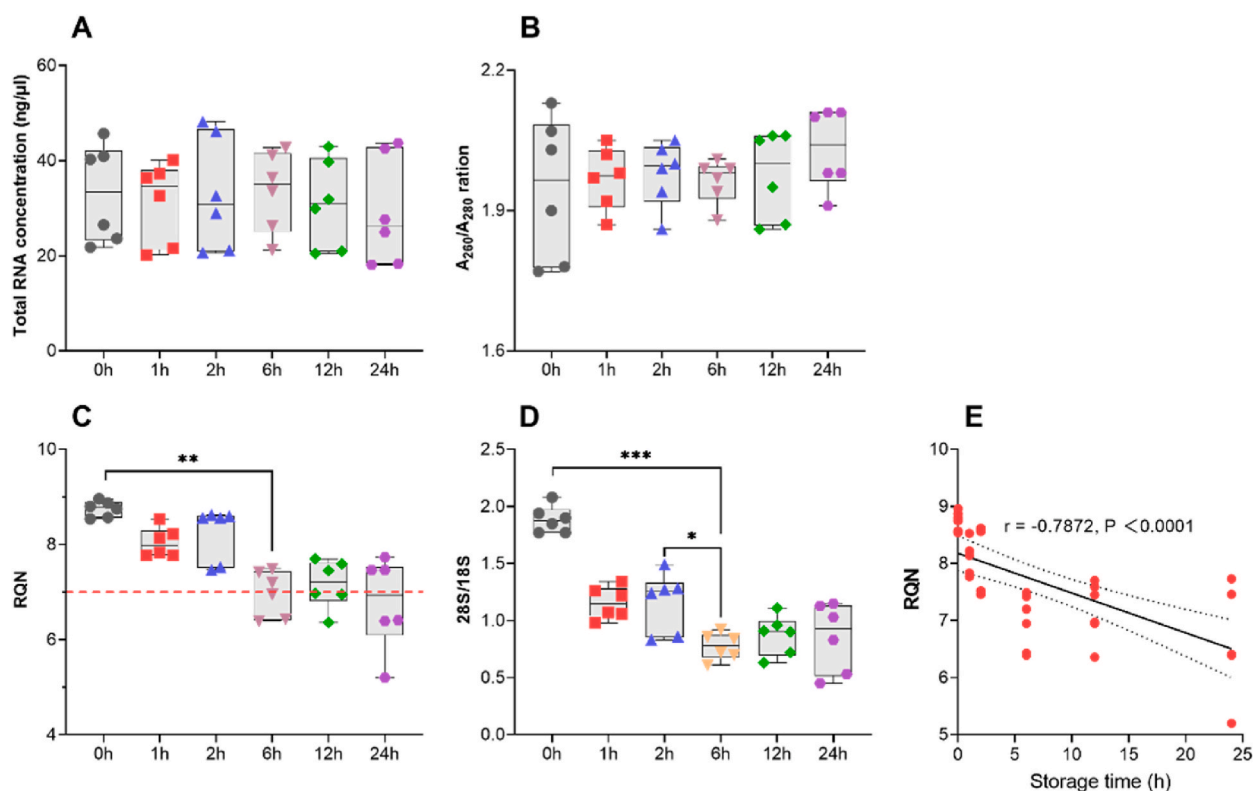 A
Total RNA concentration (ng/μl)
60
40
20
0
0h 1h 2h 6h 12h 24h
B
A260/A280 ration
2.2
1.9
1.6
0h 1h 2h 6h 12h 24h
C
RQN
10
8
6
4
**
0h 1h 2h 6h 12h 24h
D
28S/18S
2.5
2.0
1.5
1.0
0.5
0.0
***
*
0h 1h 2h 6h 12h 24h
E
RQN
10
9
8
7
6
5
r = -0.7872, P <0.0001
0 5 10 15 20 25
Storage time (h)